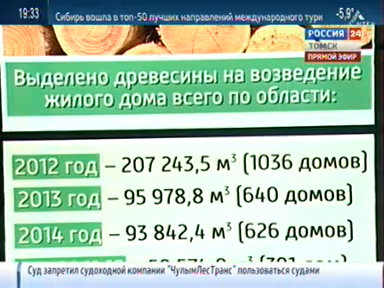 19:33
Сибирь вошла в топ-50 лучших направлений международного тури
-5,9
РОССИЯ 24
ТОМСК
ПРЯМОЙ ЭФИР
Выделено древесины на возведение
жилого дома всего по области:
2012 год – 207 243,5 м³ (1036 домов)
2013 год – 95 978,8 м³ (640 домов)
2014 год – 93 842,4 м³ (626 домов)
Суд запретил судоходной компании "ЧулымЛесТранс" пользоваться судами